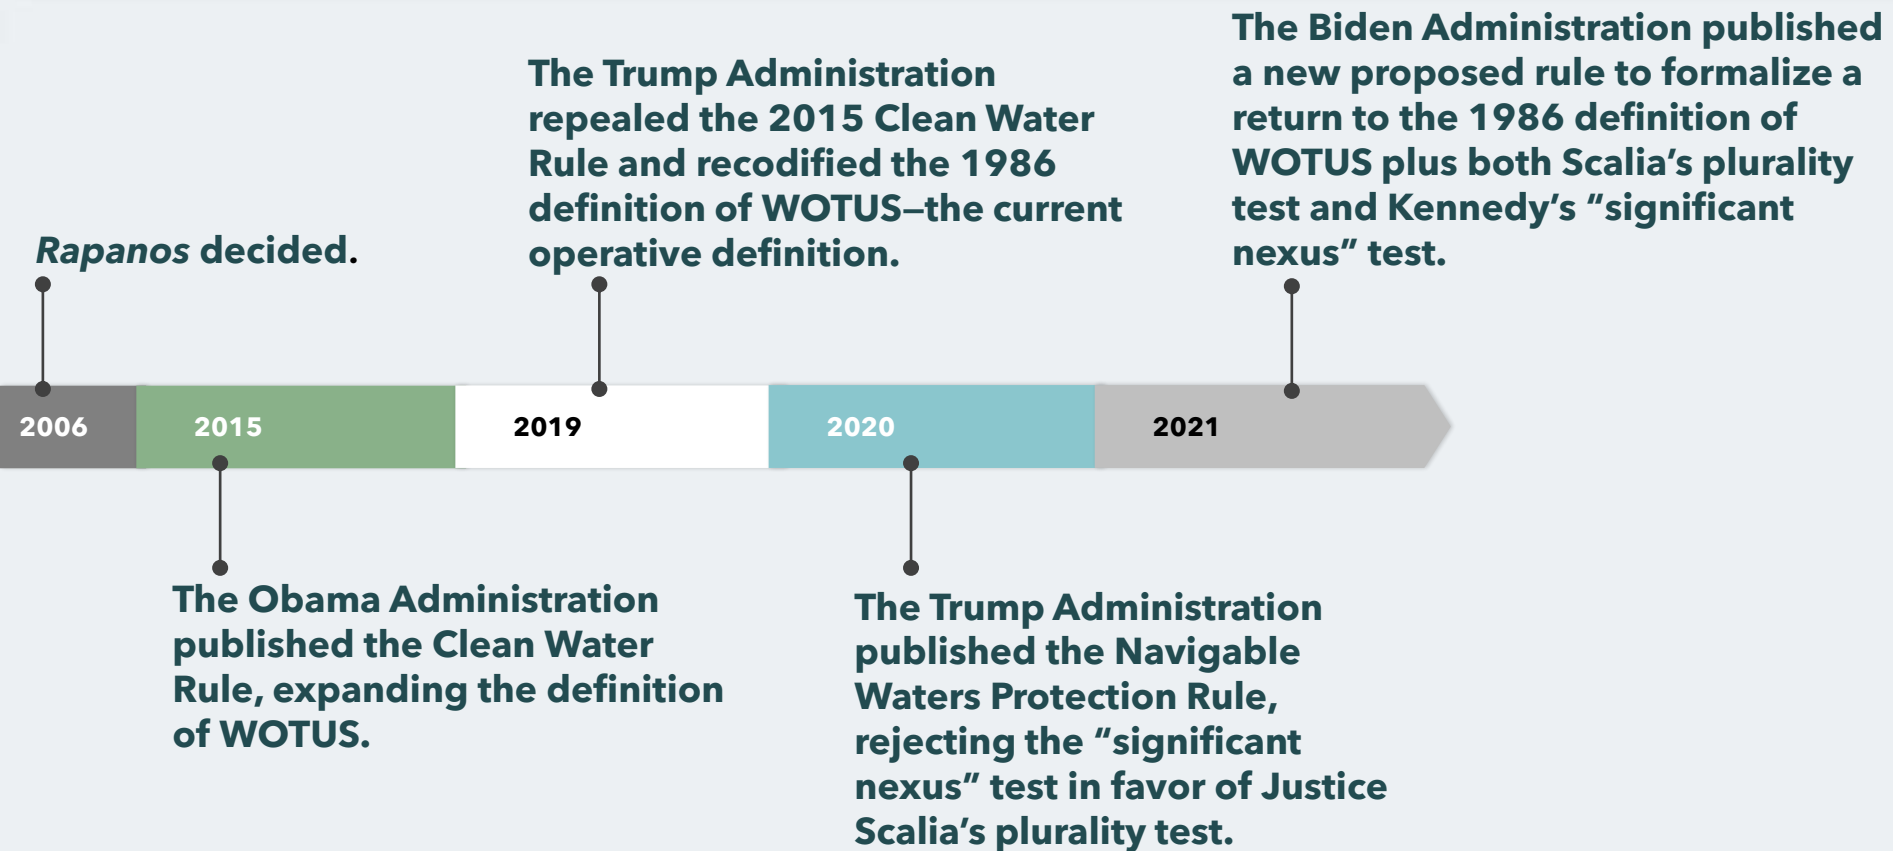 Rapanos decided.
The Trump Administration
repealed the 2015 Clean Water
Rule and recodified the 1986
definition of WOTUS—the current
operative definition.
The Biden Administration published
a new proposed rule to formalize a
return to the 1986 definition of
WOTUS plus both Scalia’s plurality
test and Kennedy’s “significant
nexus” test.
2006
2015
2019
2020
2021
The Obama Administration
published the Clean Water
Rule, expanding the definition
of WOTUS.
The Trump Administration
published the Navigable
Waters Protection Rule,
rejecting the “significant
nexus” test in favor of Justice
Scalia’s plurality test.